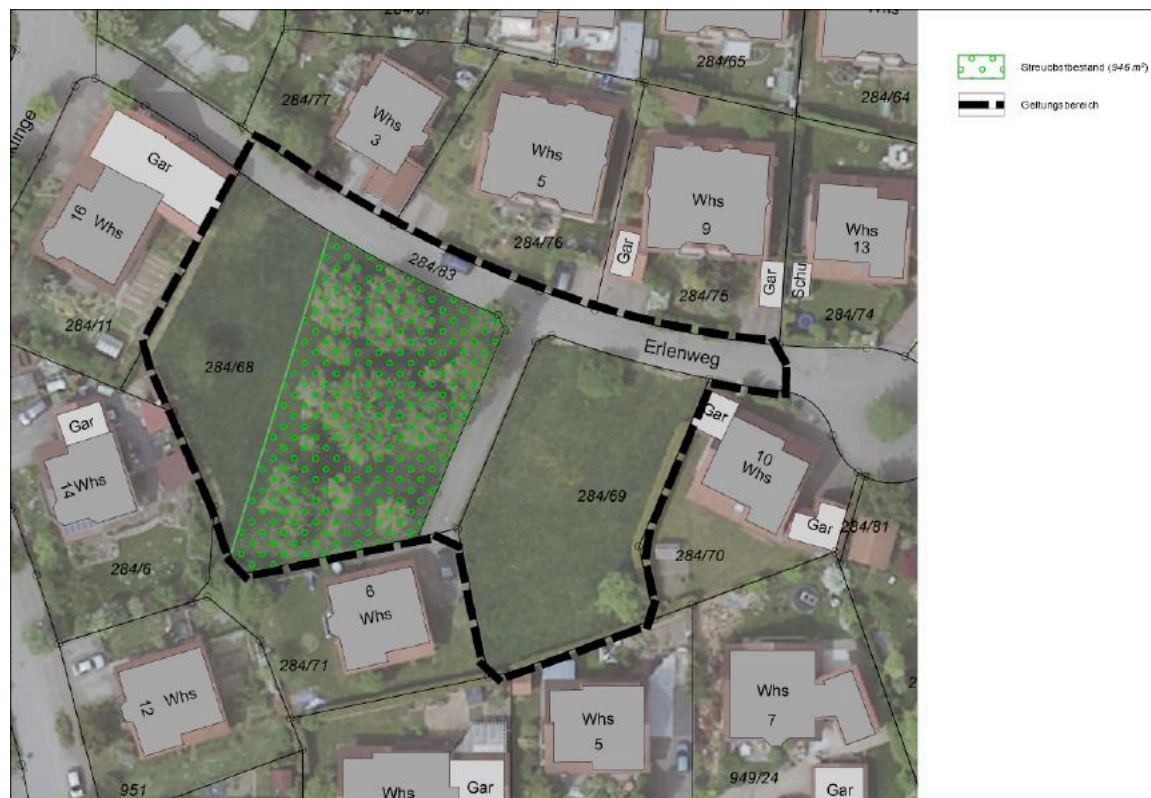 284/65
Whs
284/64
Streuobstbestand (946 m²)
Geltungsbereich
284/77
Whs
3
Whs
5
Whs
9
Whs
13
Gar
16
Whs
284/76
Gar
284/75
Gar
Schu
284/74
284/83
Erlenweg
284/11
284/68
Gar
14
Whs
Gar
10
Whs
284/69
Gar
284/81
284/70
284/6
6
Whs
284/71
12
Whs
Whs
5
Whs
7
951
949/24
Whs
Gar
Gar